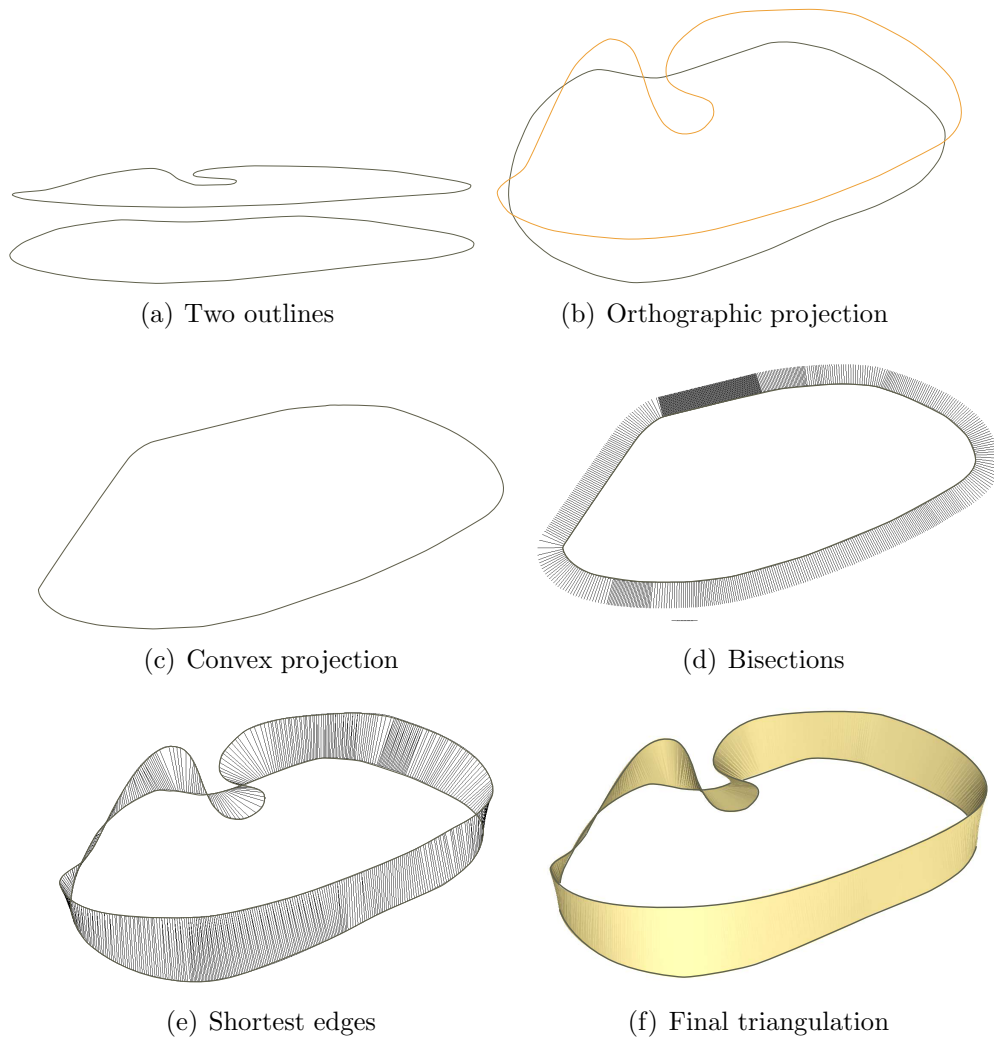 (a) Two outlines
(b) Orthographic projection
(c) Convex projection
(d) Bisections
(e) Shortest edges
(f) Final triangulation